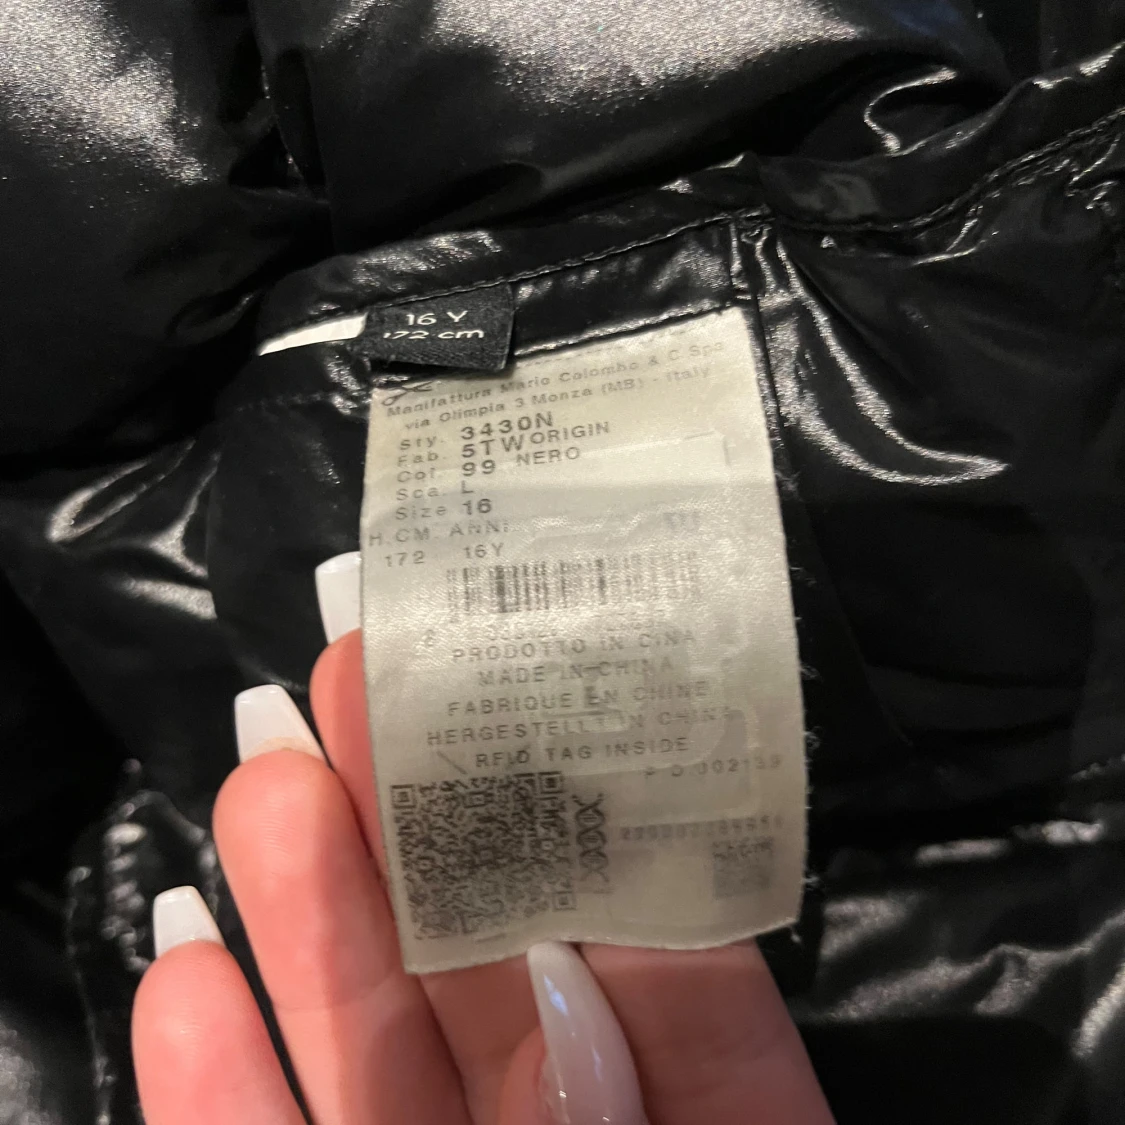 16 Y
172 cm
Manifattura Mario Colombo & C Spa
via Olimpia 3 Monza (MB) - Italy
Sty. 3430N
Fab. 5TW ORIGIN
Col. 99 NERO
Sca. L
Size 16
H.CM. ANNI
172 16Y
PRODOTTO IN CINA
MADE IN CHINA
FABRIQUE EN CHINE
HERGESTELLT IN CHINA
RFID TAG INSIDE